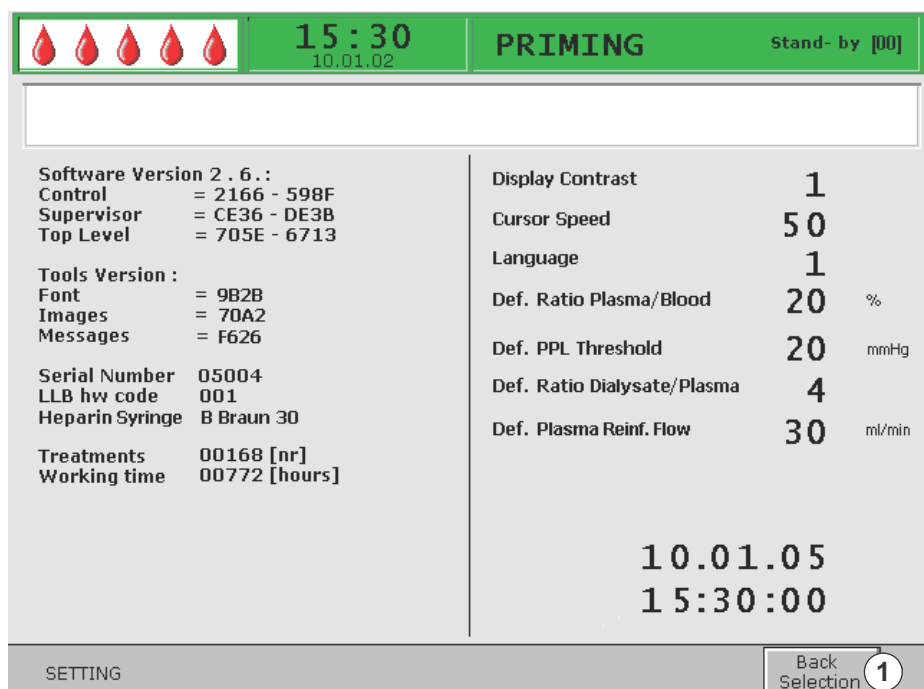 15:30
10.01.02
PRIMING
Stand- by [00]
Software Version 2 . 6 . :
Control = 2166 - 598F
Supervisor = CE36 - DE3B
Top Level = 705E - 6713
Tools Version :
Font = 9B2B
Images = 70A2
Messages = F626
Serial Number 05004
LLB hw code 001
Heparin Syringe B Braun 30
Treatments 00168 [nr]
Working time 00772 [hours]
Display Contrast 1
Cursor Speed 50
Language 1
Def. Ratio Plasma/Blood 20 %
Def. PPL Threshold 20 mmHg
Def. Ratio Dialysate/Plasma 4
Def. Plasma Reinf. Flow 30 ml/min
10.01.05
15:30:00
SETTING
Back
Selection
1